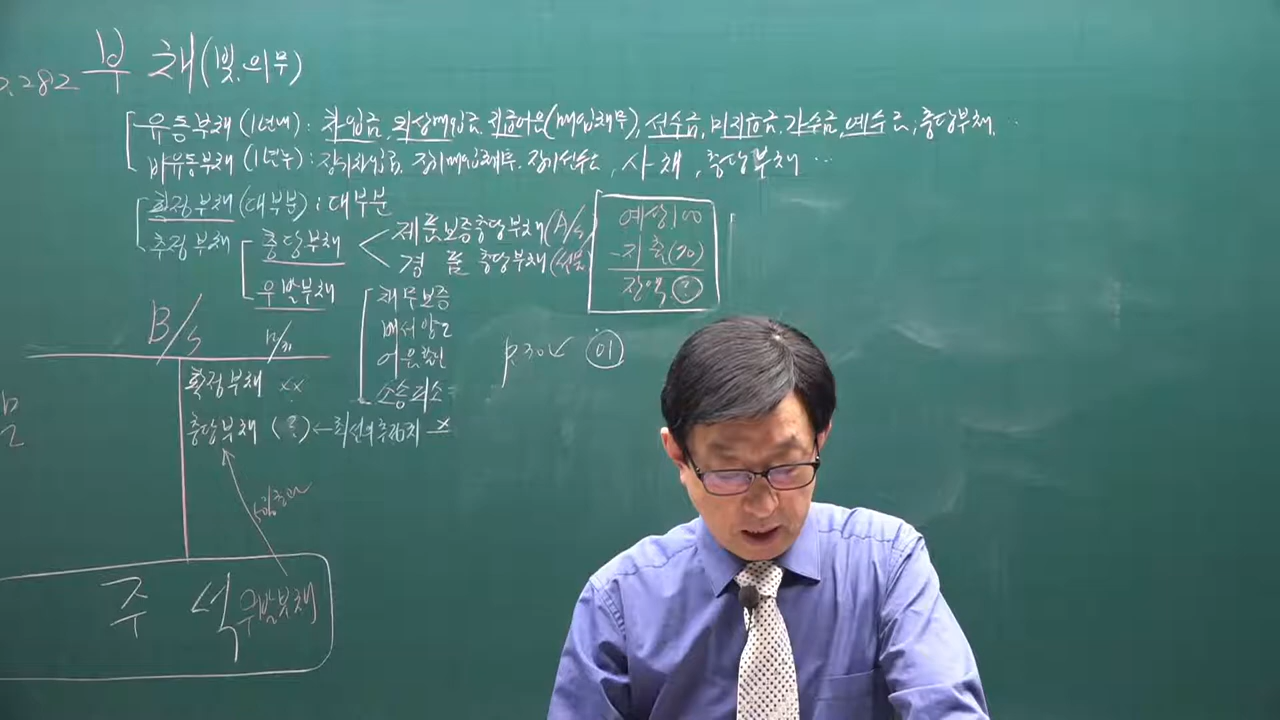 부 채(빚.의무)
P.282
유동부채(1년내): 차입금, 외상매입금, 지급어음(매입채무), 선수금, 미지급금, 가수금, 예수금, 충당부채, ..
비유동부채(1년후): 장기차입금, 장기매입채무, 장기선수금, 사채, 충당부채 ...
확정부채(대부분): 대부분
추정부채
충당부채
제품보증충당부채(A/S)
경품충당부채
우발부채
예상 100
-지출(70)
잔액 ?
채무보증
배서양도
어음할인
소송피소
p.302 01
B/S
확정부채 xx
충당부채 (?) ← 최선의 추정치
주 석 우발부채